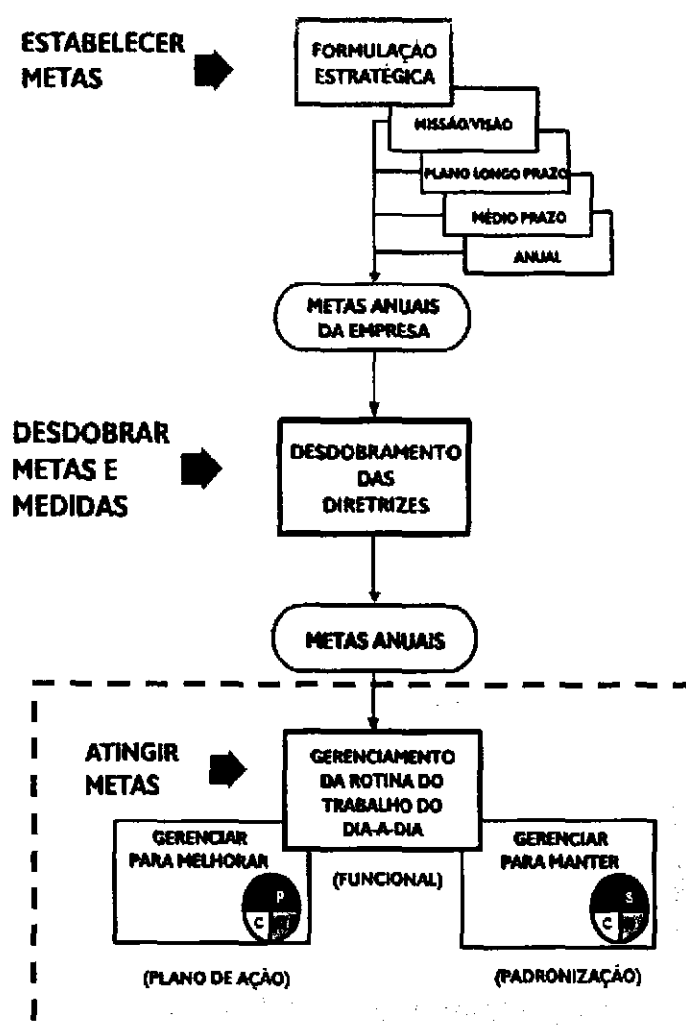 ESTABELECER
METAS
FORMULAÇÃO
ESTRATÉGICA
MISSÃO/VISÃO
PLANO LONGO PRAZO
MÉDIO PRAZO
ANUAL
METAS ANUAIS
DA EMPRESA
DESDOBRAR
METAS E
MEDIDAS
DESDOBRAMENTO
DAS
DIRETRIZES
METAS ANUAIS
ATINGIR
METAS
GERENCIAMENTO
DA ROTINA DO
TRABALHO DO
DIA-A-DIA
(FUNCIONAL)
GERENCIAR
PARA MELHORAR
P
C
(PLANO DE AÇÃO)
GERENCIAR
PARA MANTER
S
C
(PADRONIZAÇÃO)